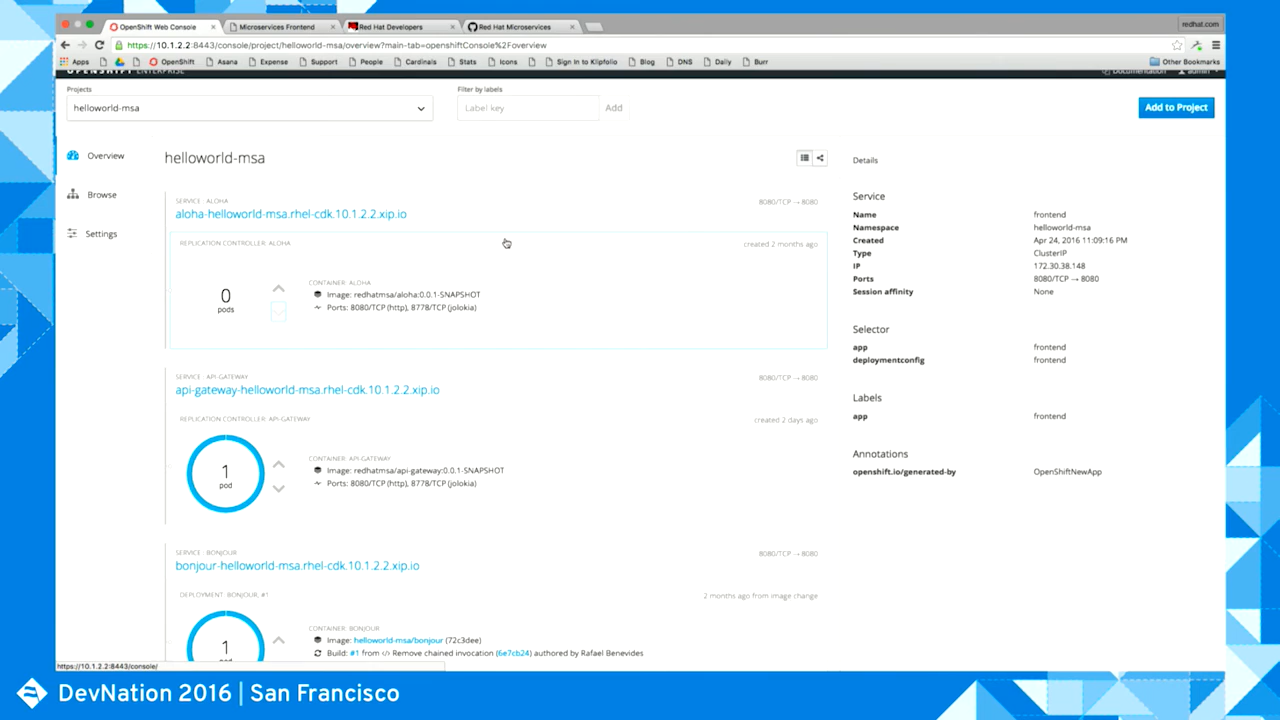 OpenShift Web Console
Microservices Frontend
Red Hat Developers
Red Hat Microservices
redhat.com
https://10.1.2.2:8443/console/project/helloworld-msa/overview?main-tab=openshiftConsole%2Foverview
Apps
OpenShift
Asana
Expense
Support
People
Cardinals
Stats
Icons
Sign In to Klipfolio
Blog
DNS
Daily
Burr
Other Bookmarks
OPENSHIFT ENTERPRISE
Documentation
admin
Projects
helloworld-msa
Filter by labels
Label key
Add
Add to Project
Overview
Browse
Settings
helloworld-msa
SERVICE : ALOHA
8080/TCP → 8080
aloha-helloworld-msa.rhel-cdk.10.1.2.2.xip.io
REPLICATION CONTROLLER: ALOHA
created 2 months ago
0
pods
CONTAINER: ALOHA
Image: redhatmsa/aloha:0.0.1-SNAPSHOT
Ports: 8080/TCP (http), 8778/TCP (jolokia)
SERVICE : API-GATEWAY
8080/TCP → 8080
api-gateway-helloworld-msa.rhel-cdk.10.1.2.2.xip.io
REPLICATION CONTROLLER: API-GATEWAY
created 2 days ago
1
pod
CONTAINER: API-GATEWAY
Image: redhatmsa/api-gateway:0.0.1-SNAPSHOT
Ports: 8080/TCP (http), 8778/TCP (jolokia)
SERVICE : BONJOUR
8080/TCP → 8080
bonjour-helloworld-msa.rhel-cdk.10.1.2.2.xip.io
DEPLOYMENT: BONJOUR, #1
2 months ago from image change
1
CONTAINER: BONJOUR
Image: helloworld-msa/bonjour (72c3dee)
Build: #1 from </> Remove chained invocation (6e7cb24) authored by Rafael Benevides
Details
Service
Name frontend
Namespace helloworld-msa
Created Apr 24, 2016 11:09:16 PM
Type ClusterIP
IP 172.30.38.148
Ports 8080/TCP → 8080
Session affinity None
Selector
app frontend
deploymentconfig frontend
Labels
app frontend
Annotations
openshift.io/generated-by OpenShiftNewApp
https://10.1.2.2:8443/console/
DevNation 2016 | San Francisco